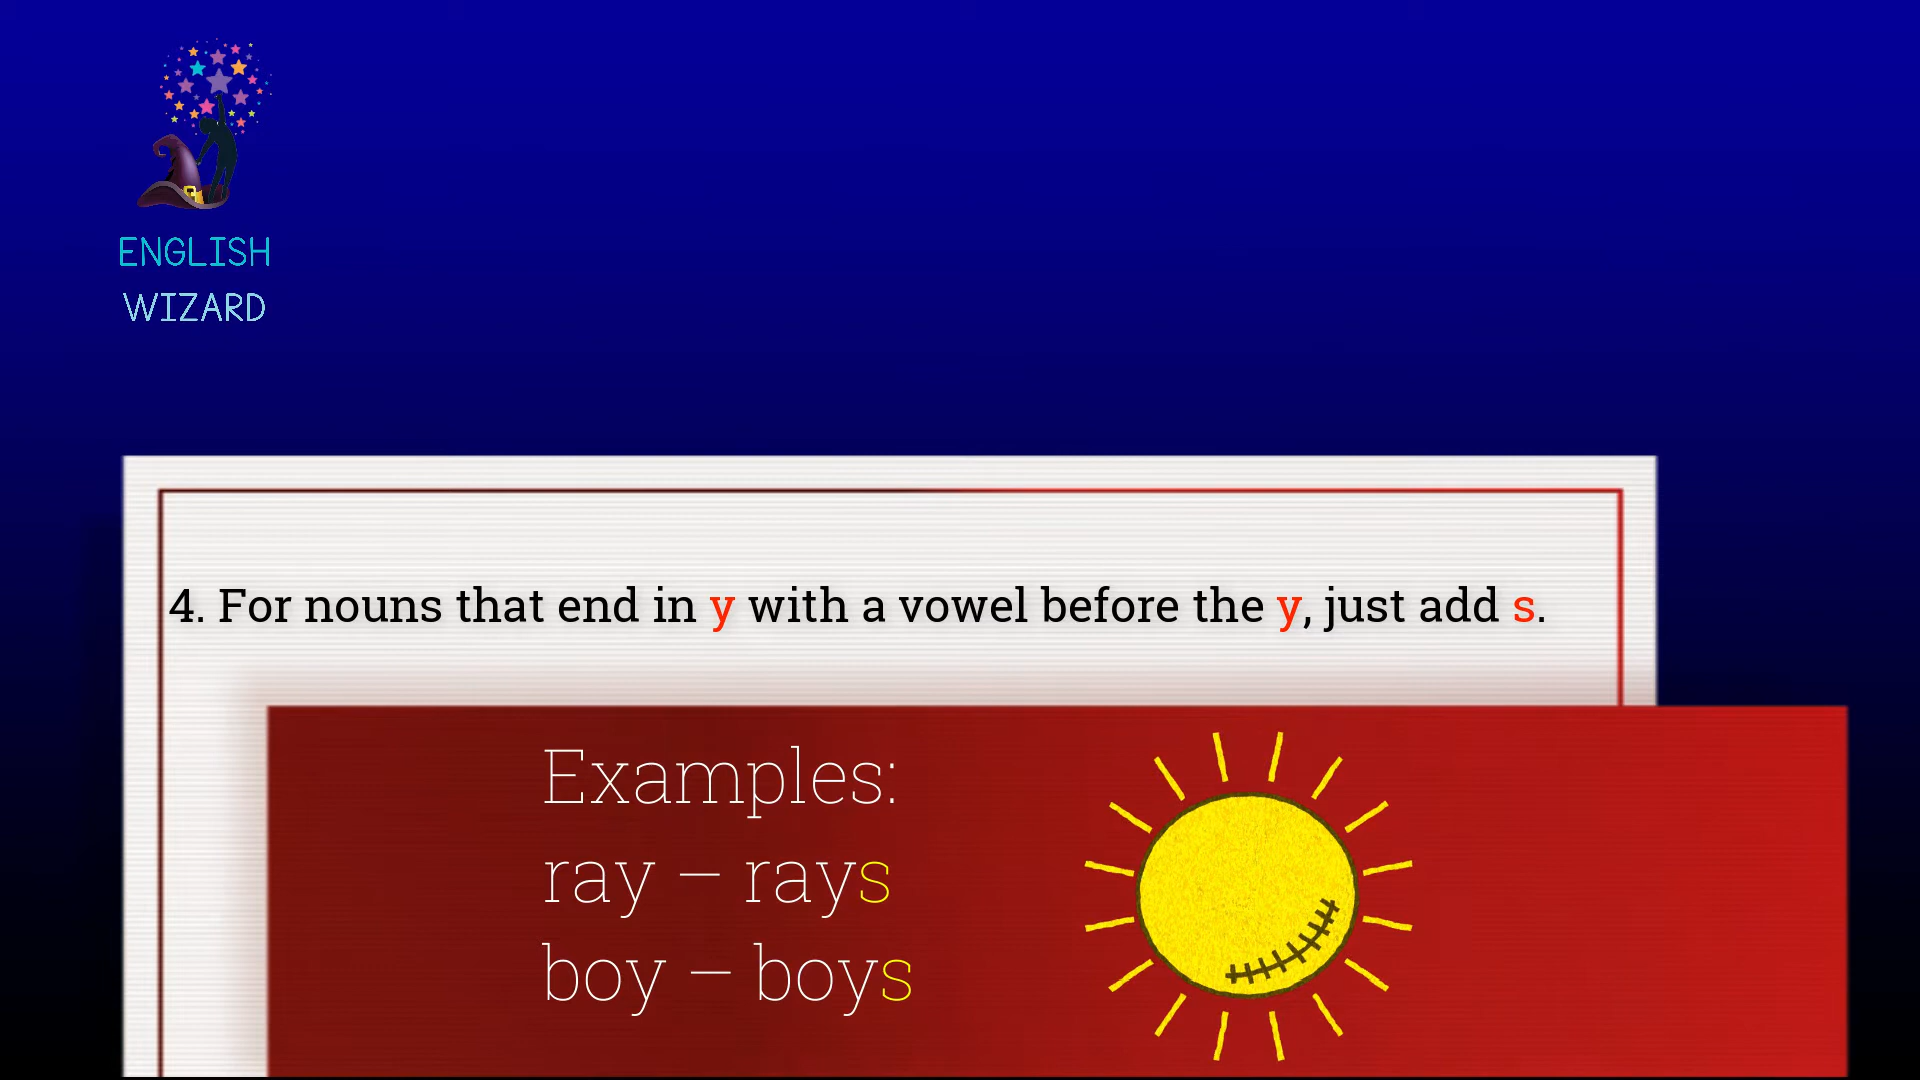 ENGLISH
WIZARD
4. For nouns that end in y with a vowel before the y, just add s.
Examples:
ray – rays
boy – boys